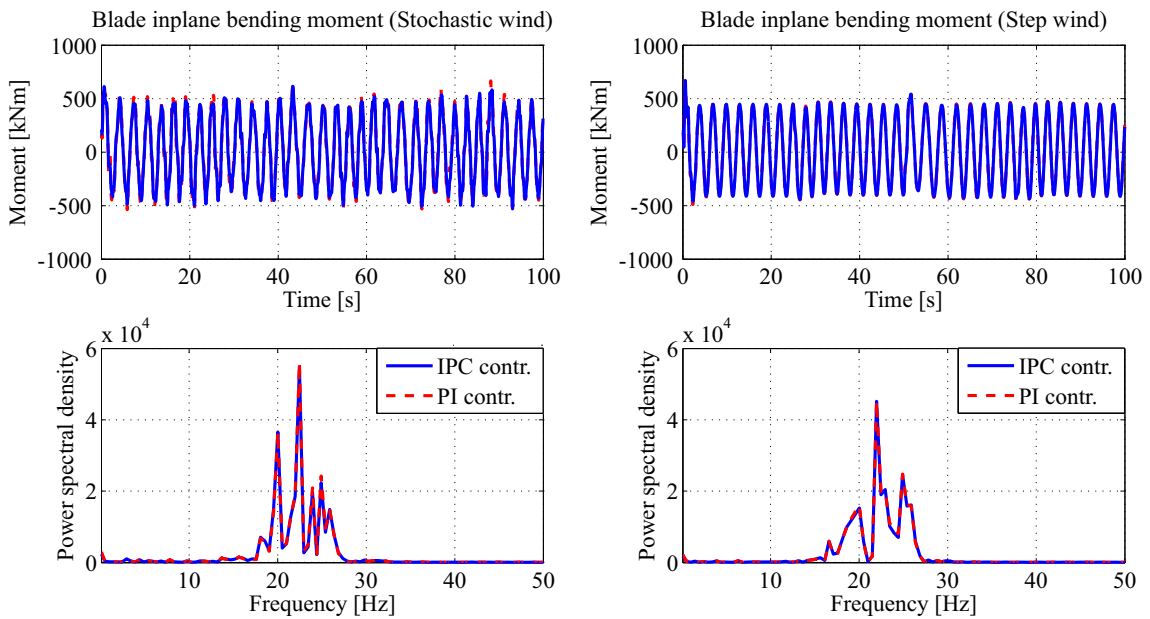 Blade inplane bending moment (Stochastic wind)
1000
500
0
-500
-1000
Moment [kNm]
0 20 40 60 80 100
Time [s]
Blade inplane bending moment (Step wind)
1000
500
0
-500
-1000
Moment [kNm]
0 20 40 60 80 100
Time [s]
x 10^4
6
4
2
0
Power spectral density
IPC contr.
PI contr.
10 20 30 40 50
Frequency [Hz]
x 10^4
6
4
2
0
Power spectral density
IPC contr.
PI contr.
10 20 30 40 50
Frequency [Hz]